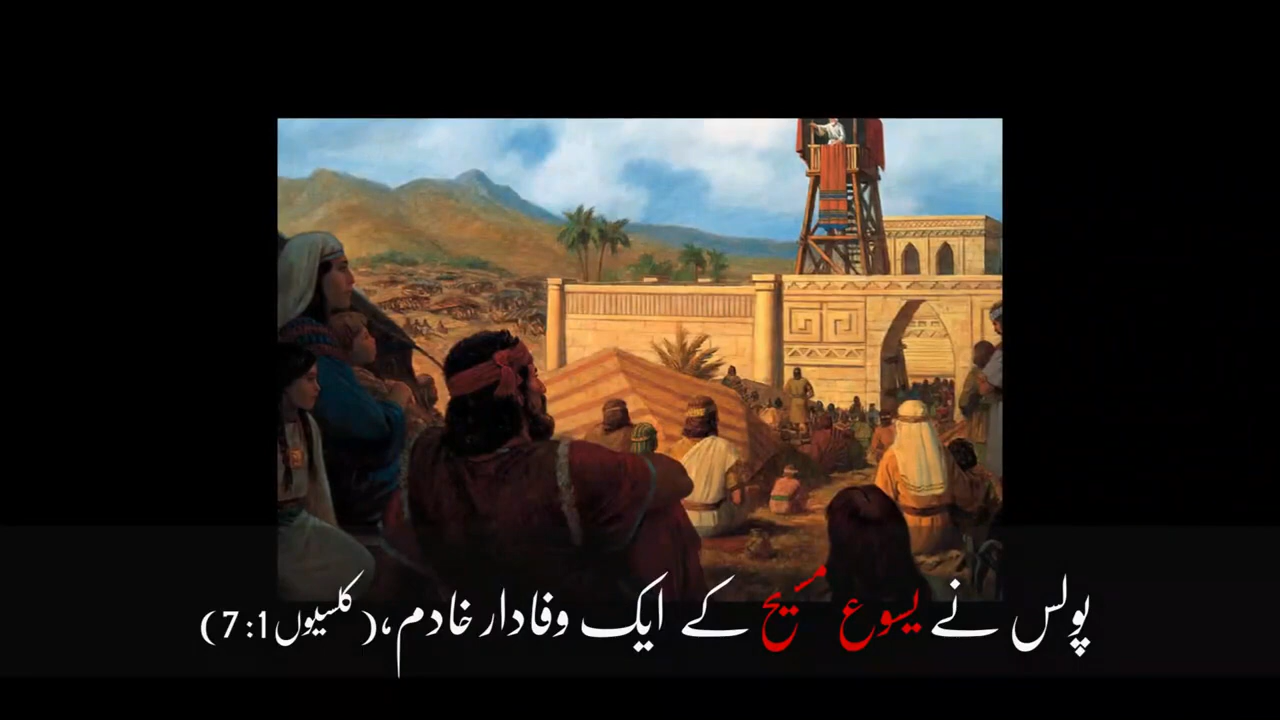 پولس نے یسوع مسیح کے ایک وفادار خادم، (کلسیوں 7:1)